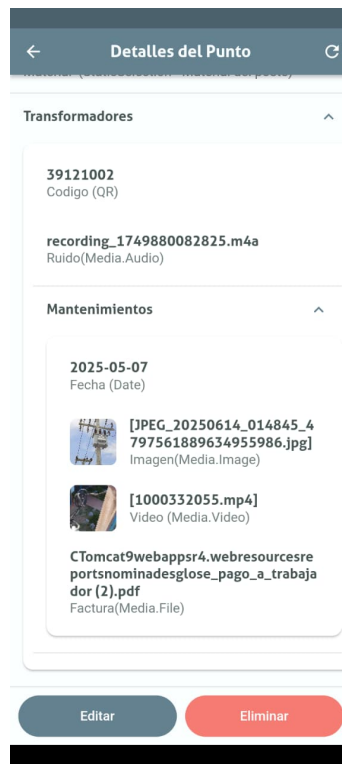 Detalles del Punto
Transformadores
39121002
Codigo (QR)
recording_1749880082825.m4a
Ruido(Media.Audio)
Mantenimientos
2025-05-07
Fecha (Date)
[JPEG_20250614_014845_4
797561889634955986.jpg]
Imagen(Media.Image)
[1000332055.mp4]
Video (Media.Video)
CTomcat9webappsr4.webresourcesre
portsnominadesglose_pago_a_trabaja
dor (2).pdf
Factura(Media.File)
Editar
Eliminar